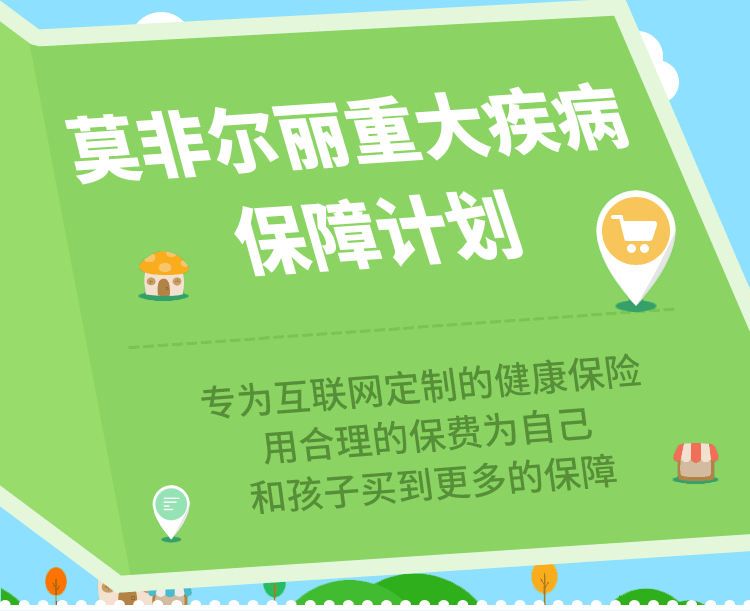 莫非尔丽重大疾病
保障计划
专为互联网定制的健康保险
用合理的保费为自己
和孩子买到更多的保障